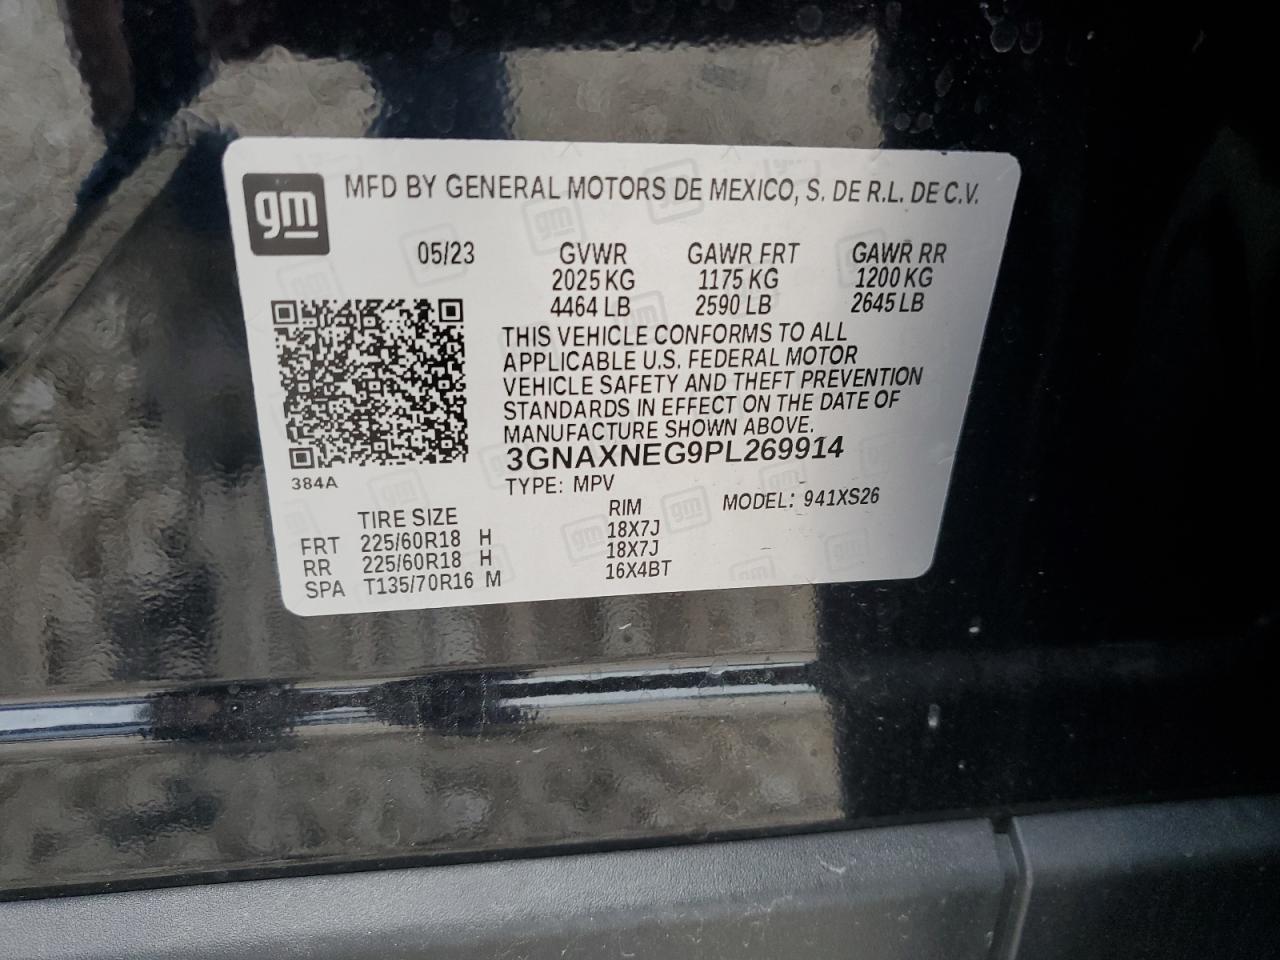 gm MFD BY GENERAL MOTORS DE MEXICO, S. DE R.L. DE C.V.
05/23 GVWR GAWR FRT GAWR RR
2025 KG 1175 KG 1200 KG
4464 LB 2590 LB 2645 LB
THIS VEHICLE CONFORMS TO ALL
APPLICABLE U.S. FEDERAL MOTOR
VEHICLE SAFETY AND THEFT PREVENTION
STANDARDS IN EFFECT ON THE DATE OF
MANUFACTURE SHOWN ABOVE.
3GNAXNEG9PL269914
384A
TYPE: MPV MODEL: 941XS26
TIRE SIZE RIM
FRT 225/60R18 H 18X7J
RR 225/60R18 H 18X7J
SPA T135/70R16 M 16X4BT